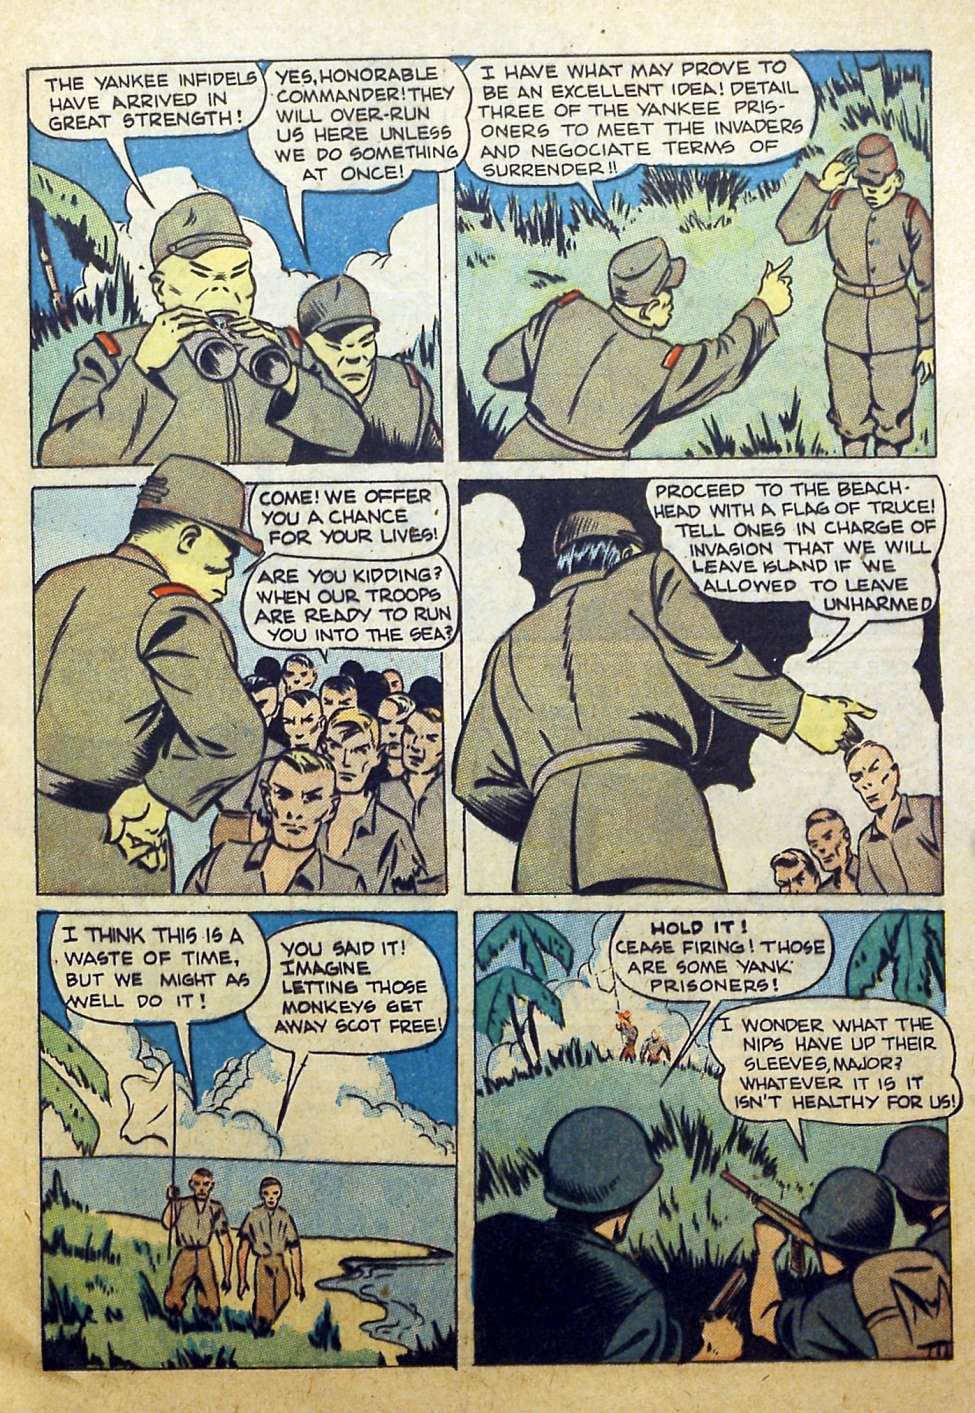 THE YANKEE INFIDELS
HAVE ARRIVED IN
GREAT STRENGTH!
YES, HONORABLE
COMMANDER! THEY
WILL OVER-RUN
US HERE UNLESS
WE DO SOMETHING
AT ONCE!
I HAVE WHAT MAY PROVE TO
BE AN EXCELLENT IDEA! DETAIL
THREE OF THE YANKEE PRIS-
ONERS TO MEET THE INVADERS
AND NEGOCIATE TERMS OF
SURRENDER!!
COME! WE OFFER
YOU A CHANCE
FOR YOUR LIVES!
ARE YOU KIDDING?
WHEN OUR TROOPS
ARE READY TO RUN
YOU INTO THE SEA?
PROCEED TO THE BEACH-
HEAD WITH A FLAG OF TRUCE!
TELL ONES IN CHARGE OF
INVASION THAT WE WILL
LEAVE ISLAND IF WE
ALLOWED TO LEAVE
UNHARMED
I THINK THIS IS A
WASTE OF TIME,
BUT WE MIGHT AS
WELL DO IT!
YOU SAID IT!
IMAGINE
LETTING THOSE
MONKEYS GET
AWAY SCOT FREE!
HOLD IT!
CEASE FIRING! THOSE
ARE SOME YANK
PRISONERS!
I WONDER WHAT THE
NIPS HAVE UP THEIR
SLEEVES, MAJOR?
WHATEVER IT IS IT
ISN'T HEALTHY FOR US!